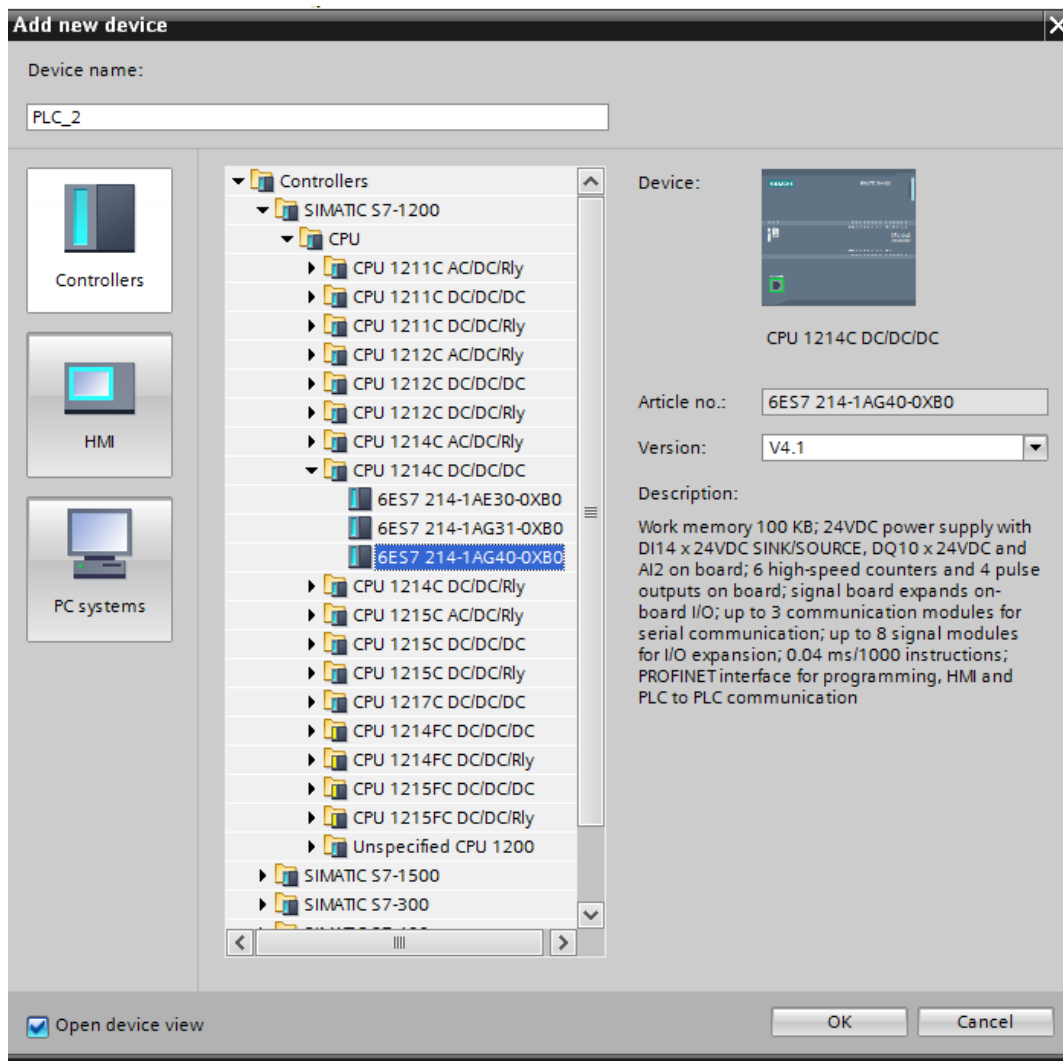 Add new device
Device name:
PLC_2
Controllers
HMI
PC systems
Controllers
SIMATIC S7-1200
CPU
CPU 1211C AC/DC/Rly
CPU 1211C DC/DC/DC
CPU 1211C DC/DC/Rly
CPU 1212C AC/DC/Rly
CPU 1212C DC/DC/DC
CPU 1212C DC/DC/Rly
CPU 1214C AC/DC/Rly
CPU 1214C DC/DC/DC
6ES7 214-1AE30-0XB0
6ES7 214-1AG31-0XB0
6ES7 214-1AG40-0XB0
CPU 1214C DC/DC/Rly
CPU 1215C AC/DC/Rly
CPU 1215C DC/DC/DC
CPU 1215C DC/DC/Rly
CPU 1217C DC/DC/DC
CPU 1214FC DC/DC/DC
CPU 1214FC DC/DC/Rly
CPU 1215FC DC/DC/DC
CPU 1215FC DC/DC/Rly
Unspecified CPU 1200
SIMATIC S7-1500
SIMATIC S7-300
Device:
SIEMENS
CPU 1214C DC/DC/DC
Article no.: 6ES7 214-1AG40-0XB0
Version: V4.1
Description:
Work memory 100 KB; 24VDC power supply with
DI14 x 24VDC SINK/SOURCE, DQ10 x 24VDC and
AI2 on board; 6 high-speed counters and 4 pulse
outputs on board; signal board expands on-
board I/O; up to 3 communication modules for
serial communication; up to 8 signal modules
for I/O expansion; 0.04 ms/1000 instructions;
PROFINET interface for programming, HMI and
PLC to PLC communication
Open device view
OK
Cancel